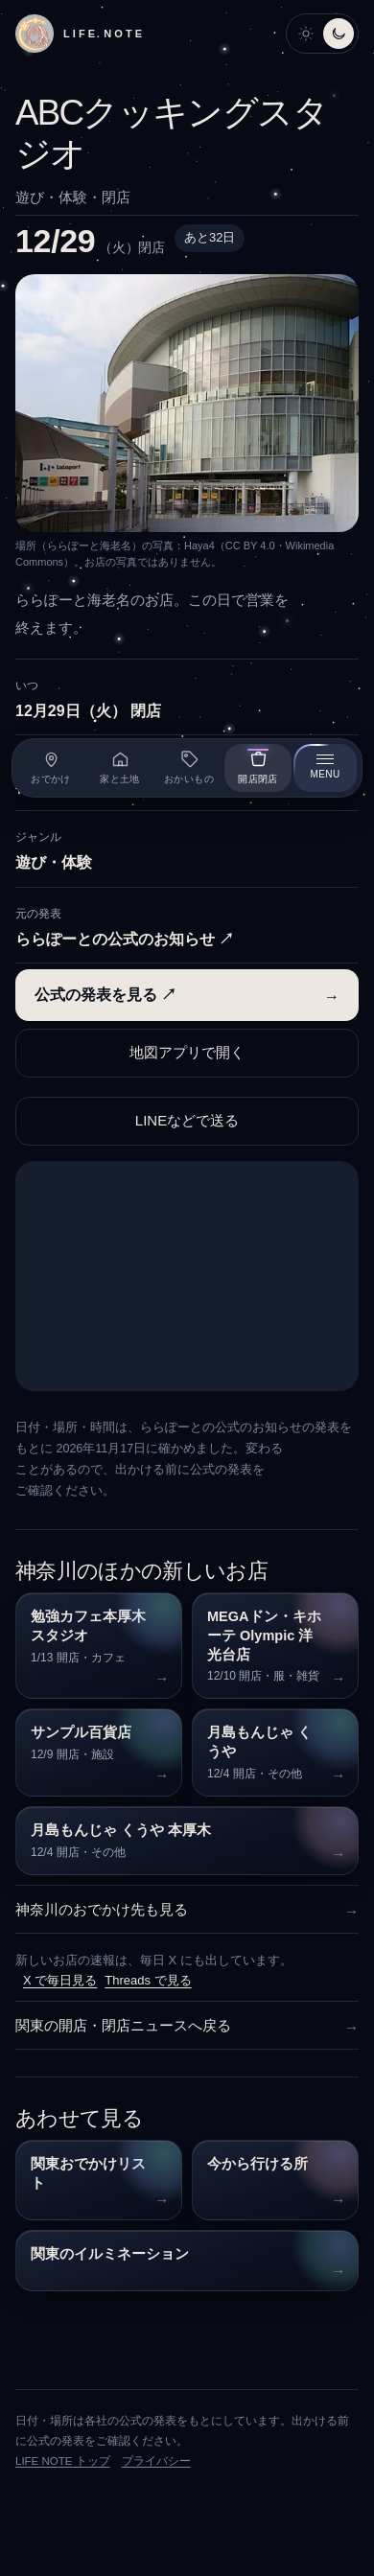 LIFE NOTE
ABCクッキングスタ
ジオ
遊び・体験・閉店
12/29（火）閉店 あと32日
LaLaport
場所（ららぽーと海老名）の写真：Haya4（CC BY 4.0・Wikimedia
Commons）。お店の写真ではありません。
ららぽーと海老名のお店。この日で営業を
終えます。
いつ
12月29日（火） 閉店
おでかけ
家と土地
おかいもの
開店閉店
MENU
ジャンル
遊び・体験
元の発表
ららぽーとの公式のお知らせ ↗
公式の発表を見る ↗ →
地図アプリで開く
LINEなどで送る
日付・場所・時間は、ららぽーとの公式のお知らせの発表を
もとに 2026年11月17日に確かめました。変わる
ことがあるので、出かける前に公式の発表を
ご確認ください。
神奈川のほかの新しいお店
勉強カフェ本厚木
スタジオ
1/13 開店・カフェ
→
MEGAドン・キホ
ーテ Olympic 洋
光台店
12/10 開店・服・雑貨 →
サンプル百貨店
12/9 開店・施設
→
月島もんじゃ く
うや
12/4 開店・その他 →
月島もんじゃ くうや 本厚木
12/4 開店・その他 →
神奈川のおでかけ先も見る →
新しいお店の速報は、毎日 X にも出しています。
X で毎日見る Threads で見る
関東の開店・閉店ニュースへ戻る →
あわせて見る
関東おでかけリス
ト
→
今から行ける所
→
関東のイルミネーション
→
日付・場所は各社の公式の発表をもとにしています。出かける前
に公式の発表をご確認ください。
LIFE NOTE トップ プライバシー